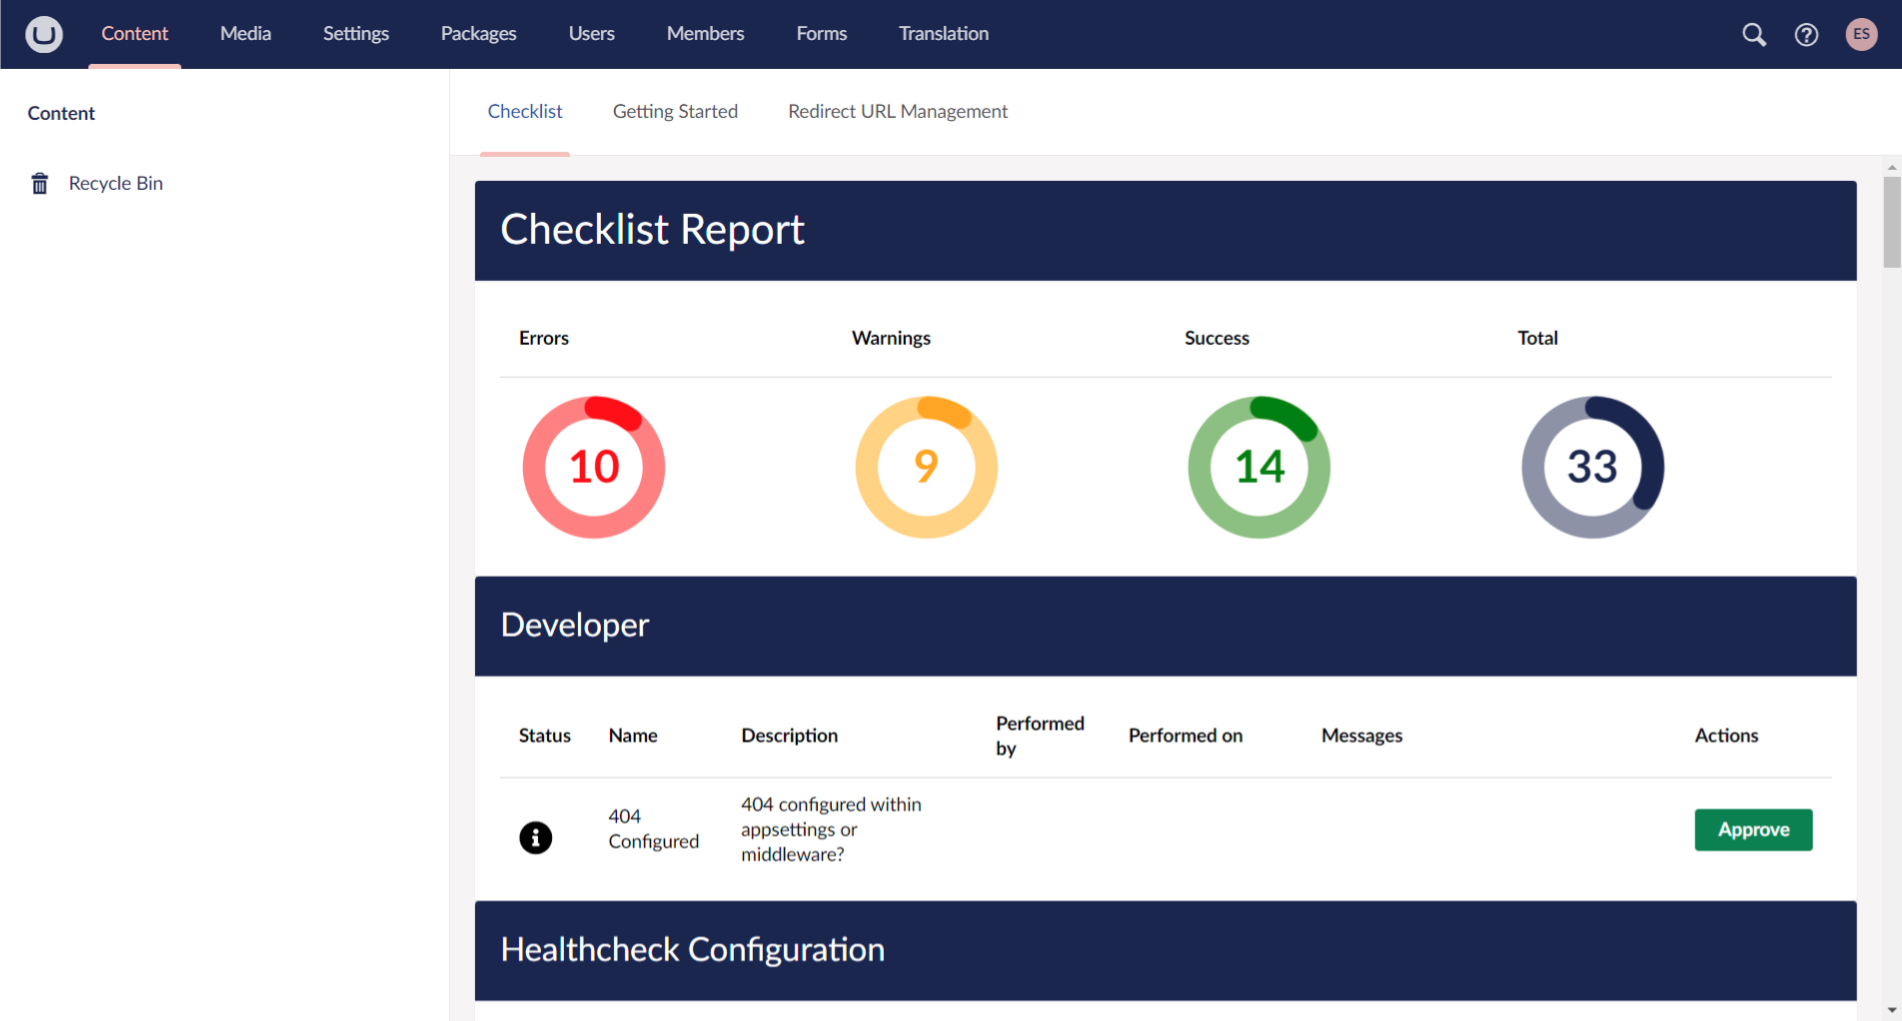 Content Media Settings Packages Users Members Forms Translation ES
Content
Recycle Bin
Checklist Getting Started Redirect URL Management
Checklist Report
Errors Warnings Success Total
10 9 14 33
Developer
Status Name Description Performed by Performed on Messages Actions
404 Configured
404 configured within
appsettings or
middleware?
Approve
Healthcheck Configuration